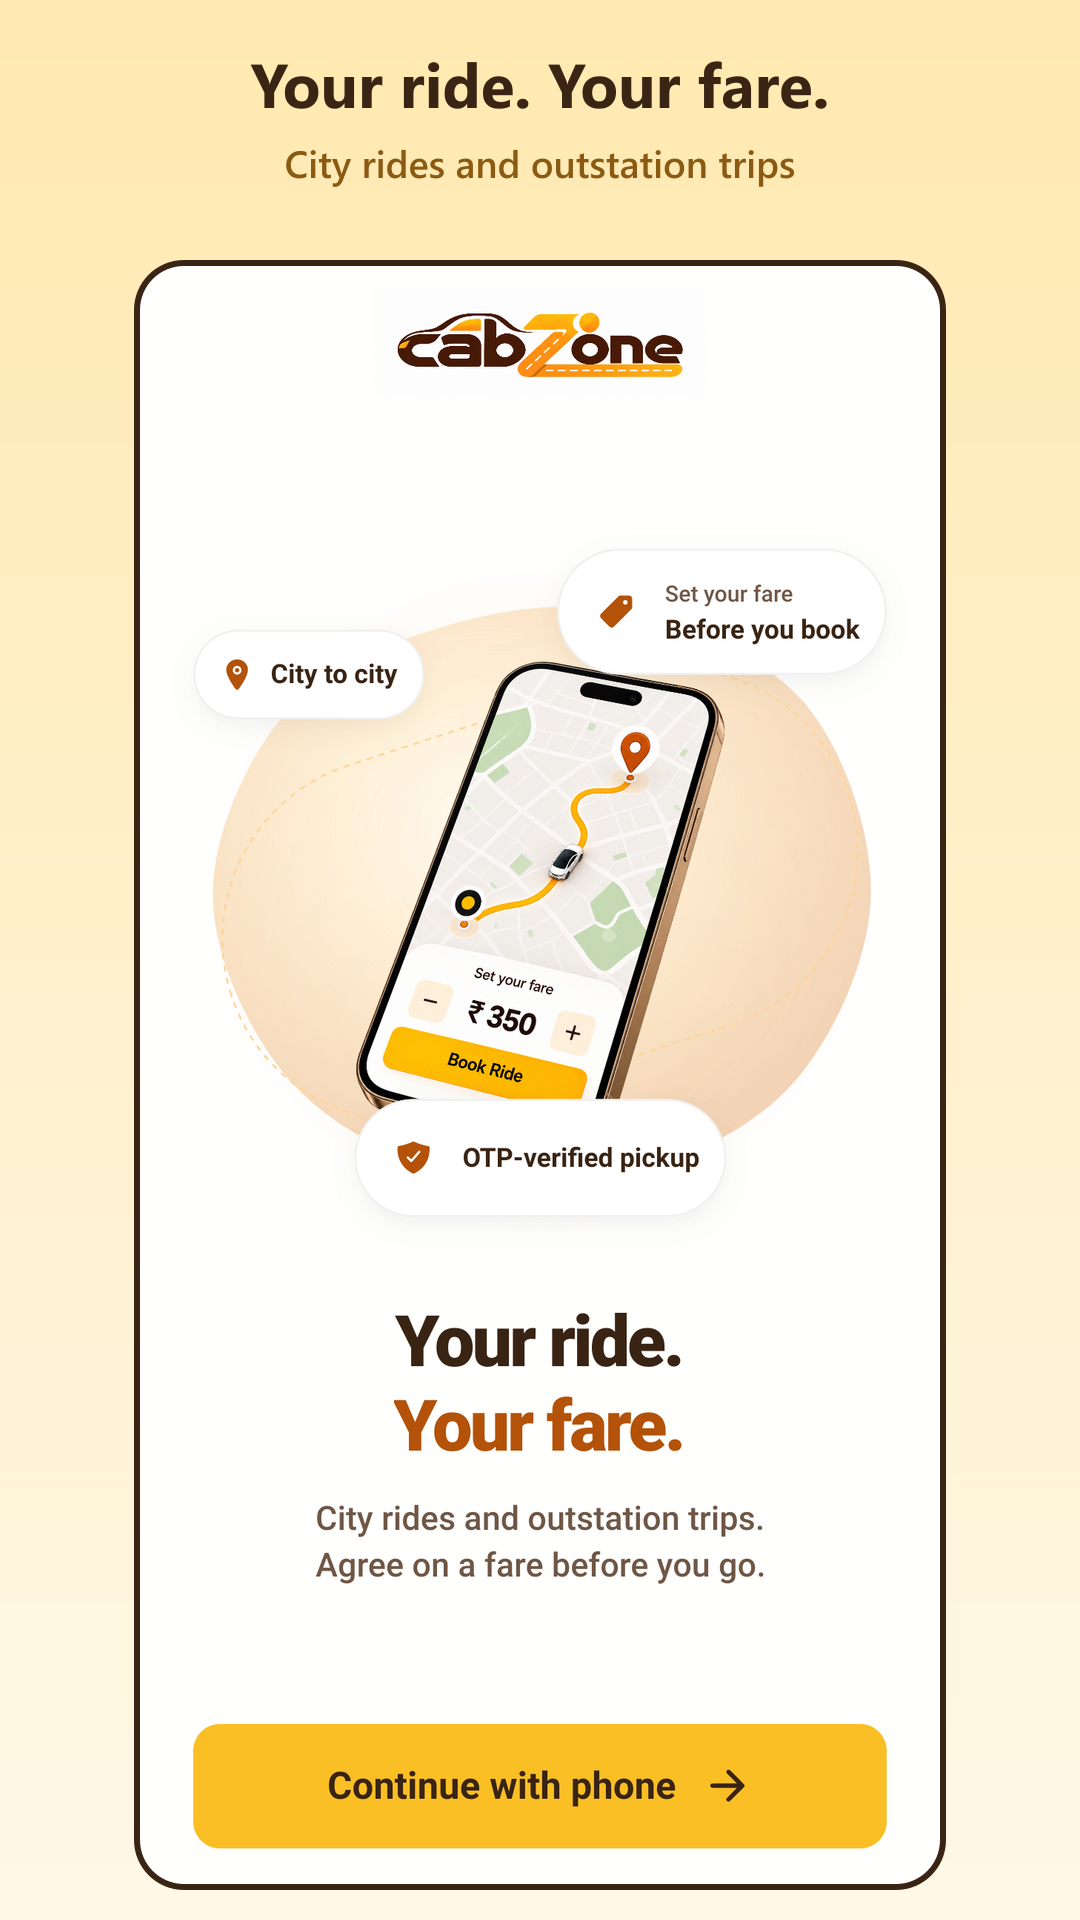 Your ride. Your fare.
City rides and outstation trips
cabZone
Set your fare
Before you book
City to city
Set your fare
− ₹350 +
Book Ride
OTP-verified pickup
Your ride.
Your fare.
City rides and outstation trips.
Agree on a fare before you go.
Continue with phone →